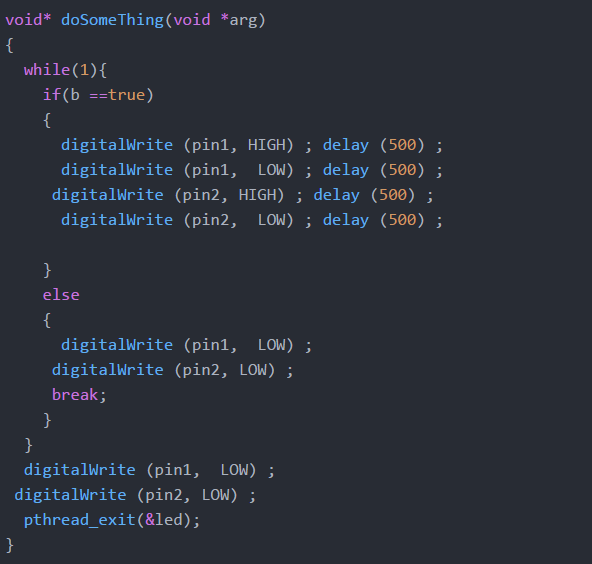 void* doSomeThing(void *arg)
{
  while(1){
    if(b ==true)
    {
      digitalWrite (pin1, HIGH) ; delay (500) ;
      digitalWrite (pin1,  LOW) ; delay (500) ;
     digitalWrite (pin2, HIGH) ; delay (500) ;
      digitalWrite (pin2,  LOW) ; delay (500) ;

    }
    else
    {
      digitalWrite (pin1,  LOW) ;
     digitalWrite (pin2, LOW) ;
     break;
    }
  }
  digitalWrite (pin1,  LOW) ;
 digitalWrite (pin2, LOW) ;
  pthread_exit(&led);
}